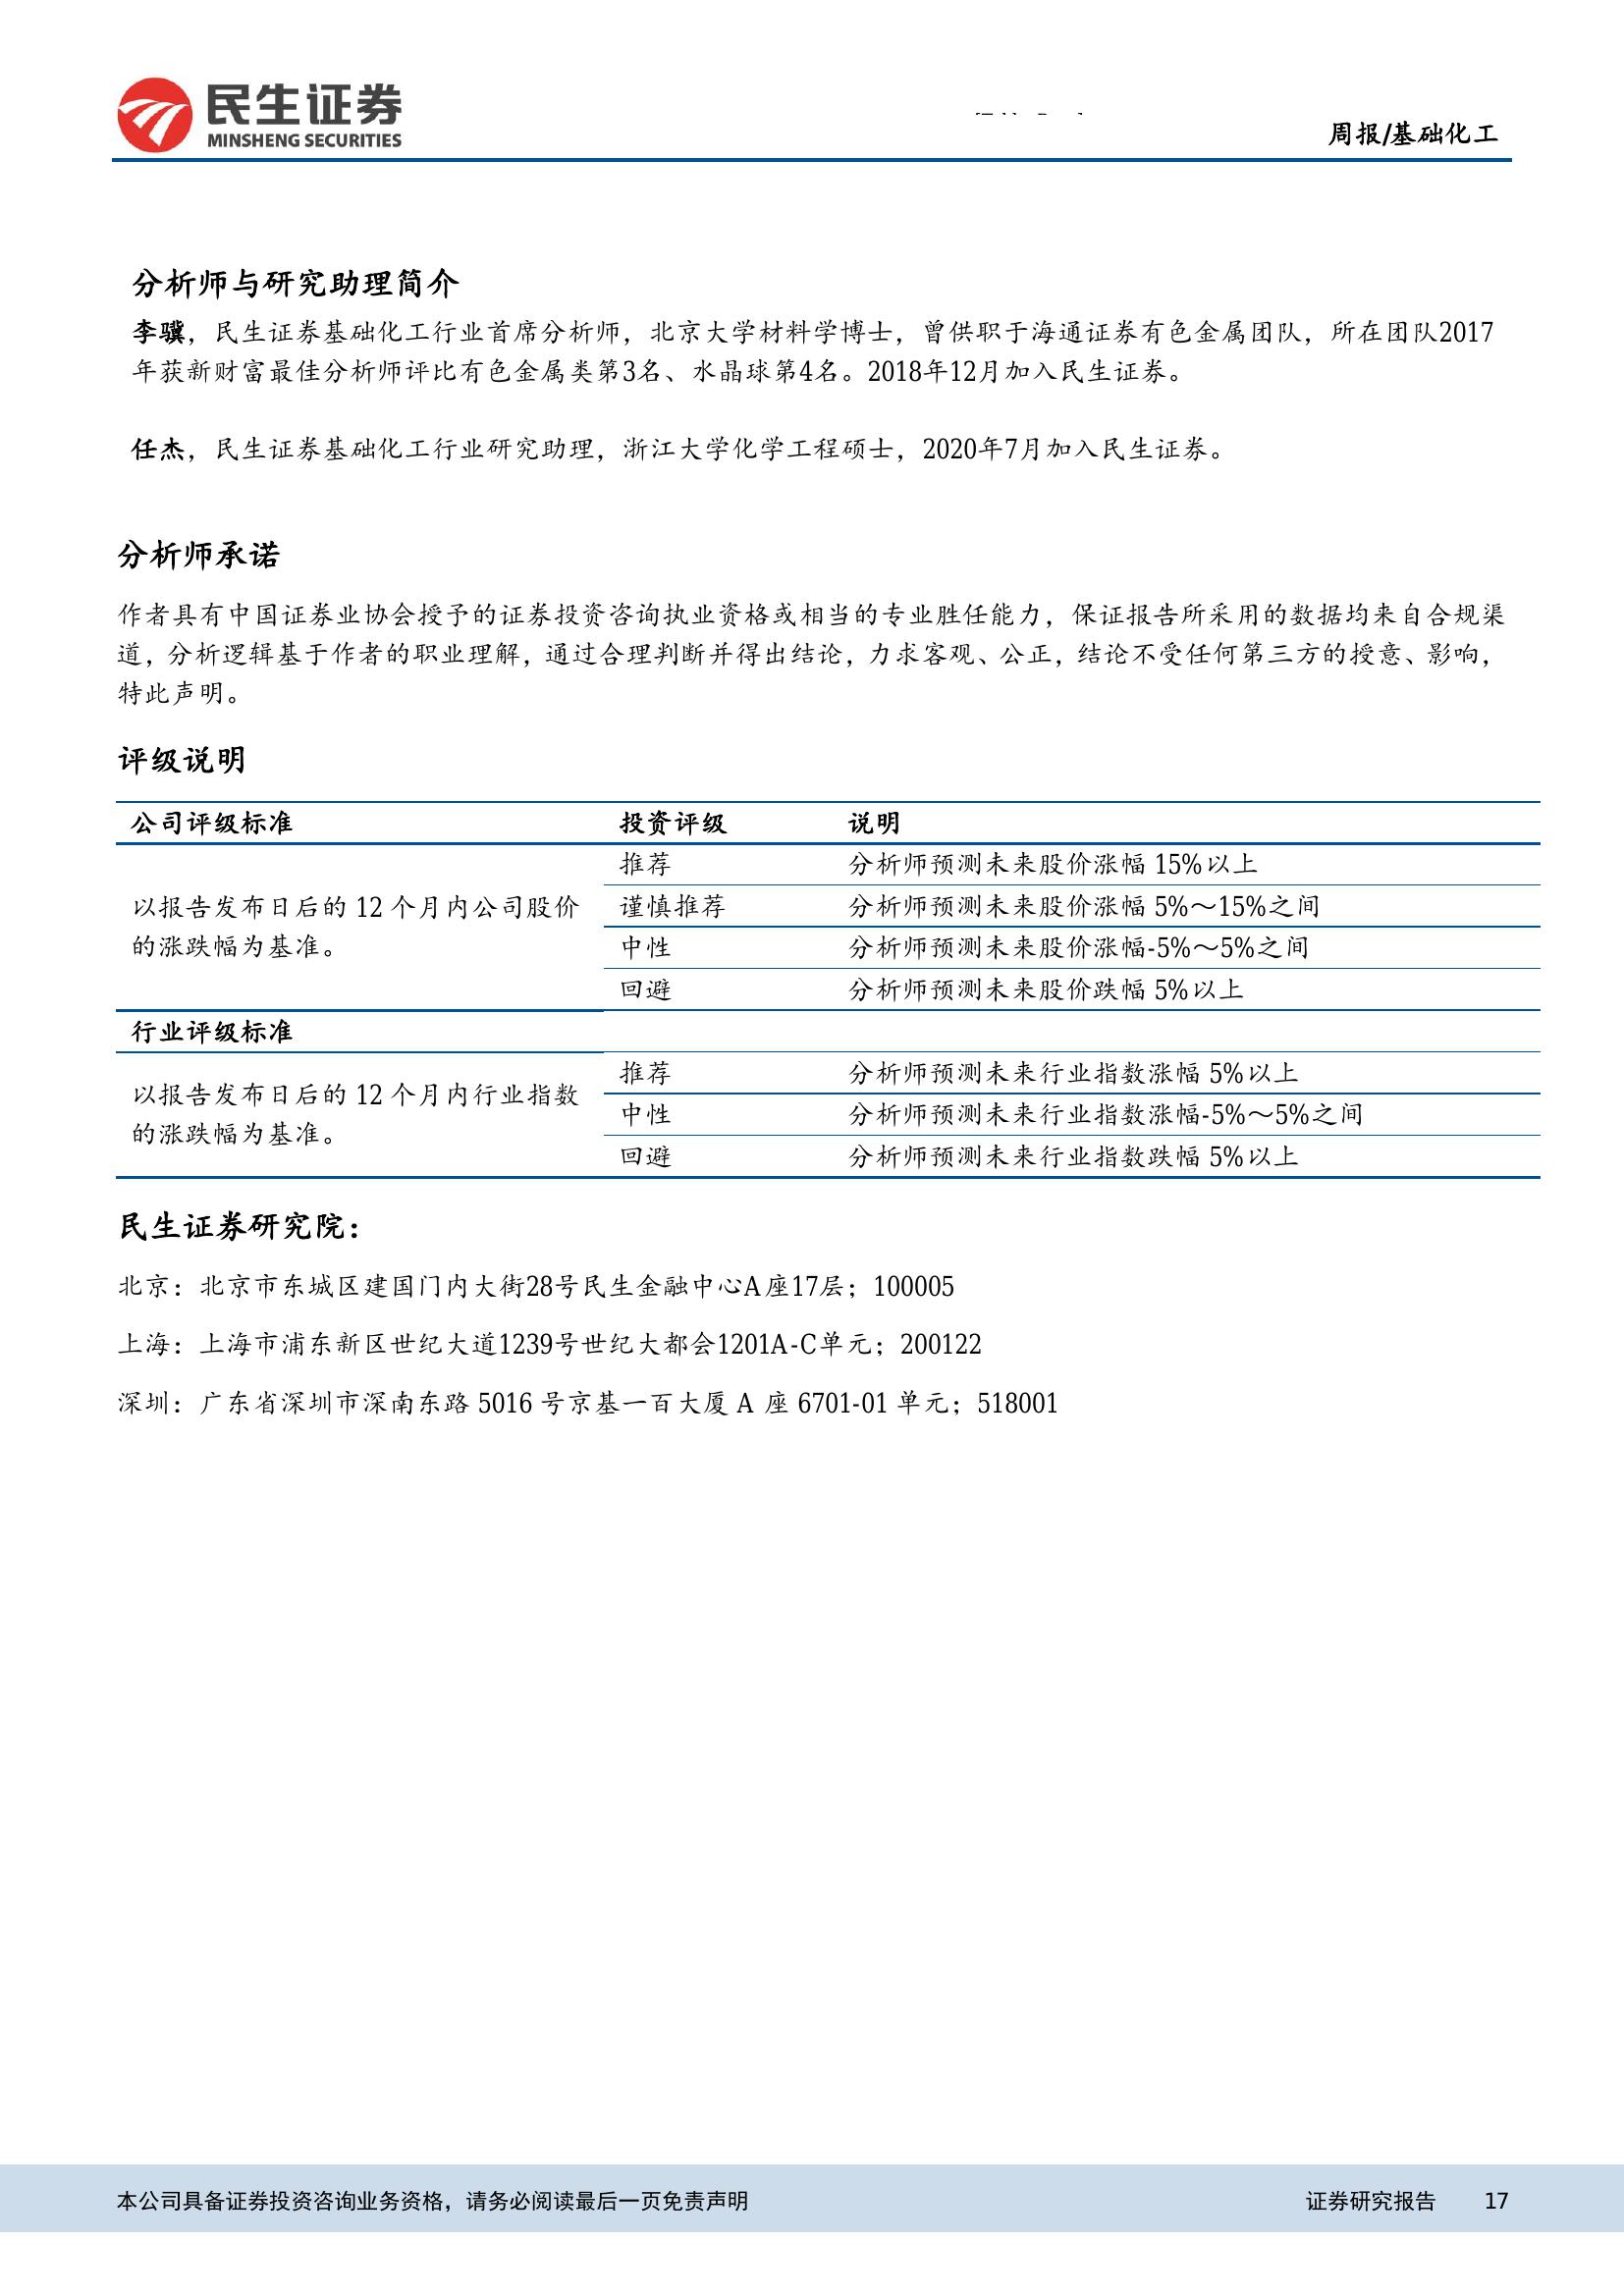 民生证券
MINSHENG SECURITIES
周报/基础化工
分析师与研究助理简介
李骥，民生证券基础化工行业首席分析师，北京大学材料学博士，曾供职于海通证券有色金属团队，所在团队2017
年获新财富最佳分析师评比有色金属类第3名、水晶球第4名。2018年12月加入民生证券。
任杰，民生证券基础化工行业研究助理，浙江大学化学工程硕士，2020年7月加入民生证券。
分析师承诺
作者具有中国证券业协会授予的证券投资咨询执业资格或相当的专业胜任能力，保证报告所采用的数据均来自合规渠
道，分析逻辑基于作者的职业理解，通过合理判断并得出结论，力求客观、公正，结论不受任何第三方的授意、影响，
特此声明。
评级说明
公司评级标准 投资评级 说明
以报告发布日后的 12 个月内公司股价
的涨跌幅为基准。
推荐 分析师预测未来股价涨幅 15%以上
谨慎推荐 分析师预测未来股价涨幅 5%～15%之间
中性 分析师预测未来股价涨幅-5%～5%之间
回避 分析师预测未来股价跌幅 5%以上
行业评级标准
以报告发布日后的 12 个月内行业指数
的涨跌幅为基准。
推荐 分析师预测未来行业指数涨幅 5%以上
中性 分析师预测未来行业指数涨幅-5%～5%之间
回避 分析师预测未来行业指数跌幅 5%以上
民生证券研究院：
北京：北京市东城区建国门内大街28号民生金融中心A座17层；100005
上海：上海市浦东新区世纪大道1239号世纪大都会1201A-C单元；200122
深圳：广东省深圳市深南东路 5016 号京基一百大厦 A 座 6701-01 单元；518001
本公司具备证券投资咨询业务资格，请务必阅读最后一页免责声明 证券研究报告 17